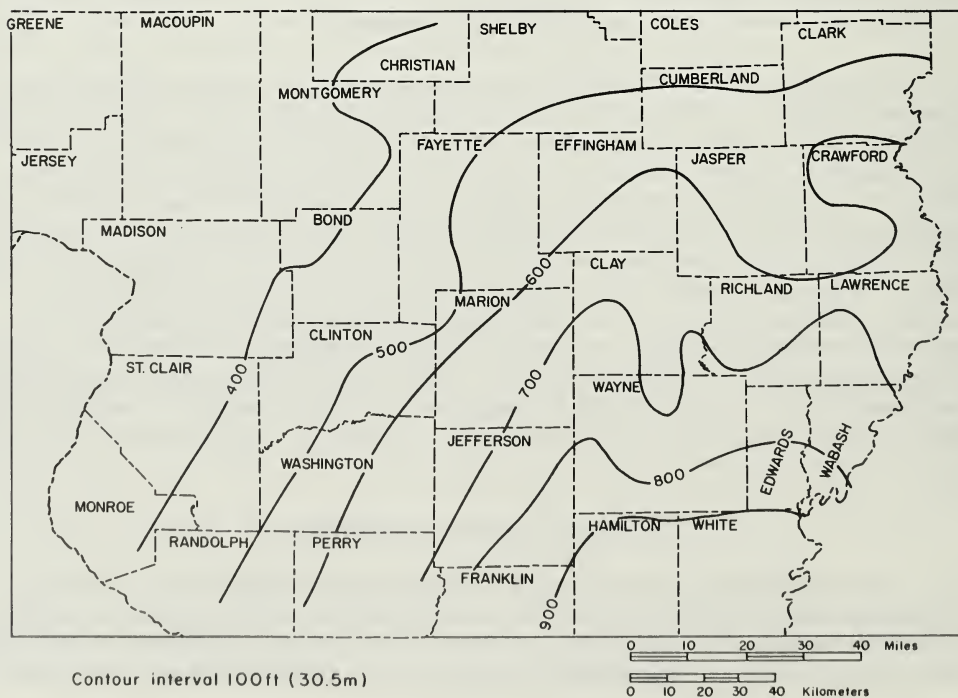 GREENE
MACOUPIN
SHELBY
COLES
CLARK
CHRISTIAN
CUMBERLAND
MONTGOMERY
JERSEY
FAYETTE
EFFINGHAM
JASPER
CRAWFORD
BOND
MADISON
600
CLAY
RICHLAND
LAWRENCE
MARION
CLINTON
500
ST. CLAIR
400
700
WAYNE
JEFFERSON
WASHINGTON
800
EDWARDS
WABASH
MONROE
HAMILTON
WHITE
RANDOLPH
PERRY
FRANKLIN
900
0 10 20 30 40 Miles
Contour interval 100ft (30.5m)
0 10 20 30 40 Kilometers